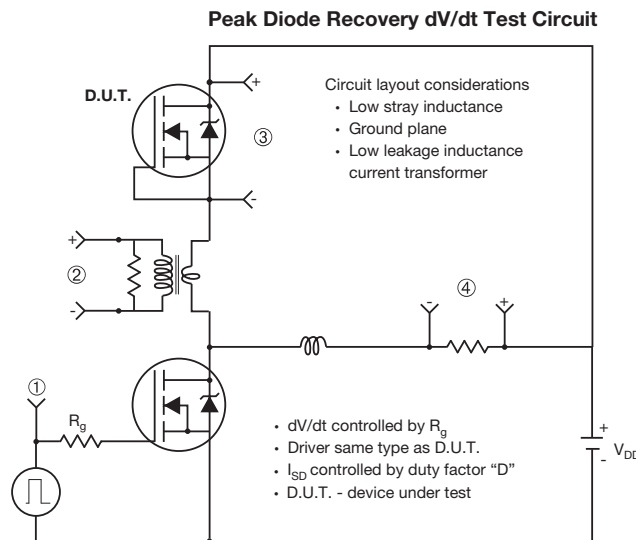 Peak Diode Recovery dV/dt Test Circuit
D.U.T.
+
Circuit layout considerations
• Low stray inductance
• Ground plane
• Low leakage inductance
current transformer
③
-
+
②
-
④
-
+
①
Rg
• dV/dt controlled by Rg
• Driver same type as D.U.T.
• ISD controlled by duty factor “D”
• D.U.T. - device under test
+
VDD
-